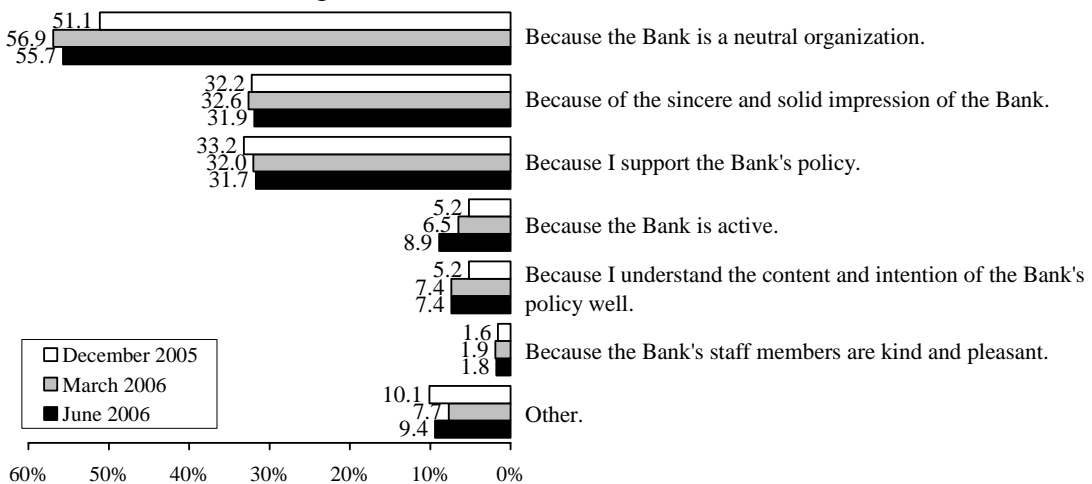 51.1
56.9
55.7
Because the Bank is a neutral organization.
32.2
32.6
31.9
Because of the sincere and solid impression of the Bank.
33.2
32.0
31.7
Because I support the Bank's policy.
5.2
6.5
8.9
Because the Bank is active.
5.2
7.4
7.4
Because I understand the content and intention of the Bank's
policy well.
1.6
1.9
1.8
Because the Bank's staff members are kind and pleasant.
10.1
7.7
9.4
Other.
December 2005
March 2006
June 2006
60% 50% 40% 30% 20% 10% 0%